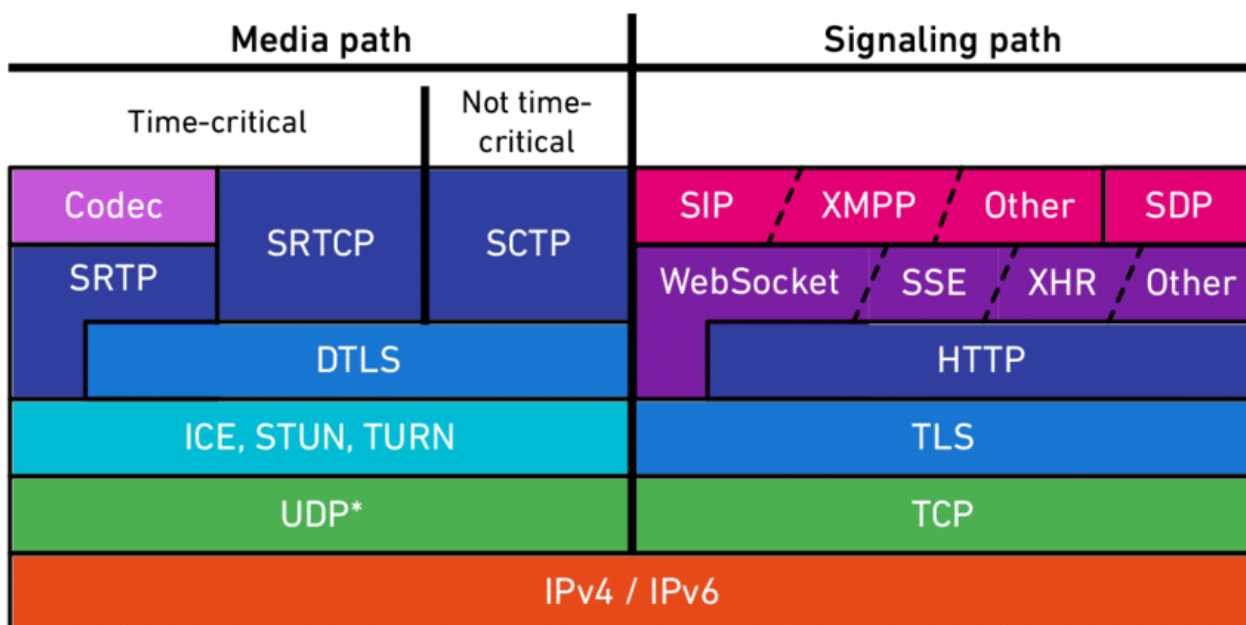 Media path
Signaling path
Time-critical
Not time-
critical
Codec
SRTCP
SCTP
SIP
XMPP
Other
SDP
SRTP
WebSocket
SSE
XHR
Other
DTLS
HTTP
ICE, STUN, TURN
TLS
UDP*
TCP
IPv4 / IPv6